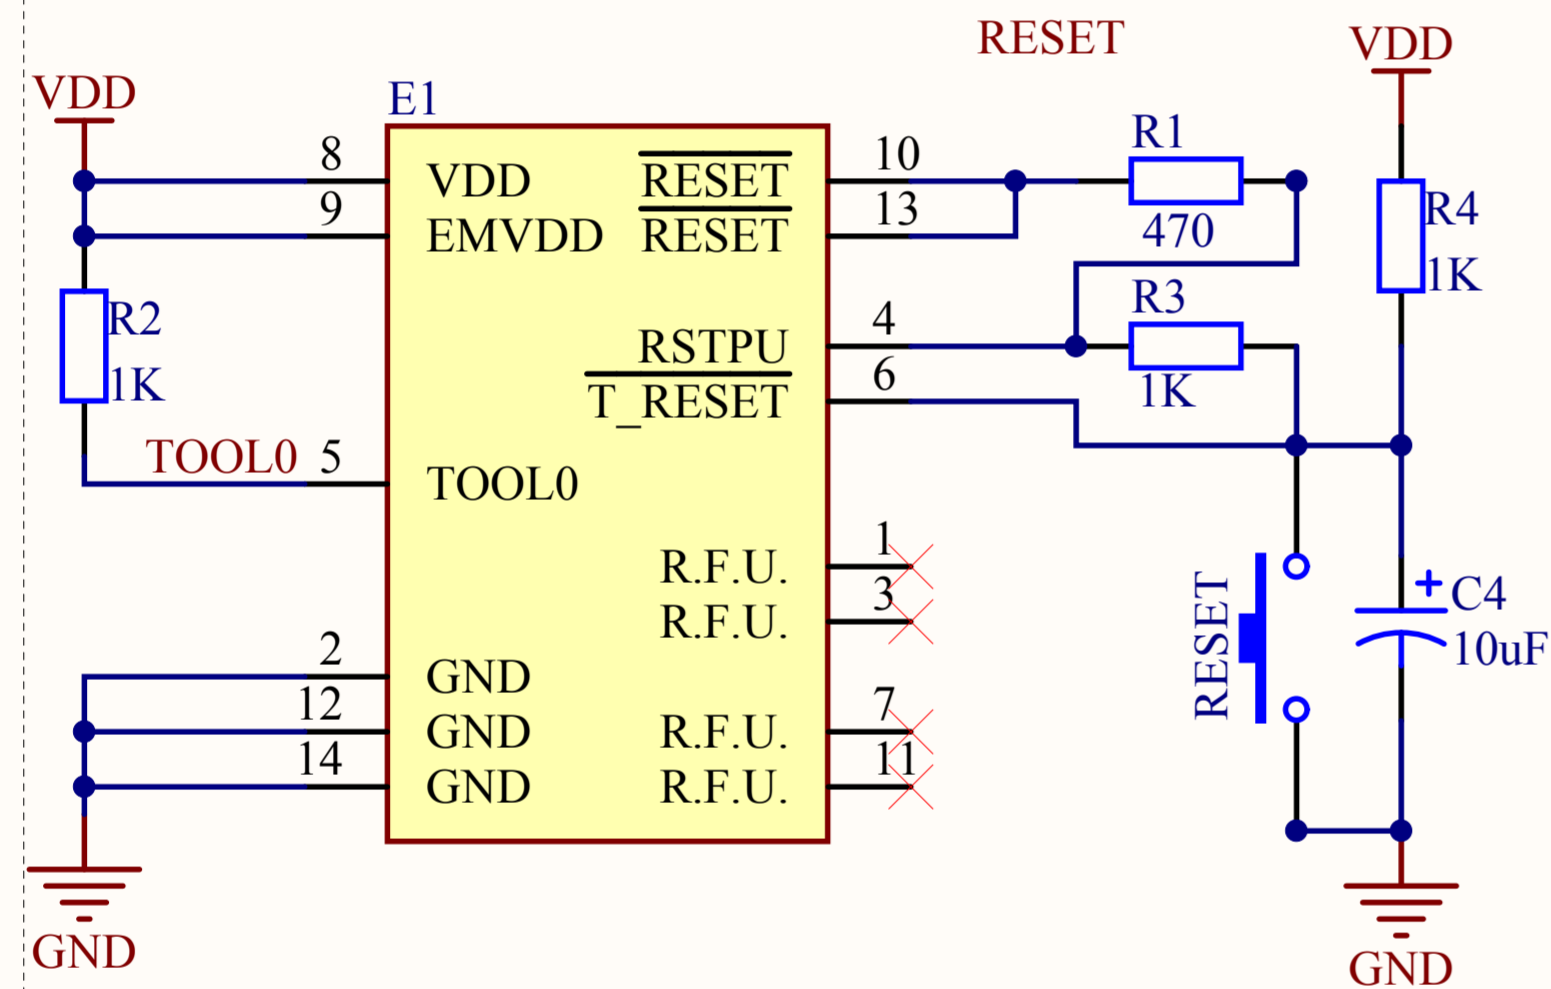 RESET
VDD
VDD
E1
R1
8
VDD
RESET
10
9
EMVDD
RESET
13
470
R4
1K
R2
1K
R3
RSTPU
4
T_RESET
6
1K
TOOL0
5
TOOL0
R.F.U.
1
R.F.U.
3
RESET
+
C4
10uF
2
GND
12
GND
R.F.U.
7
14
GND
R.F.U.
11
GND
GND